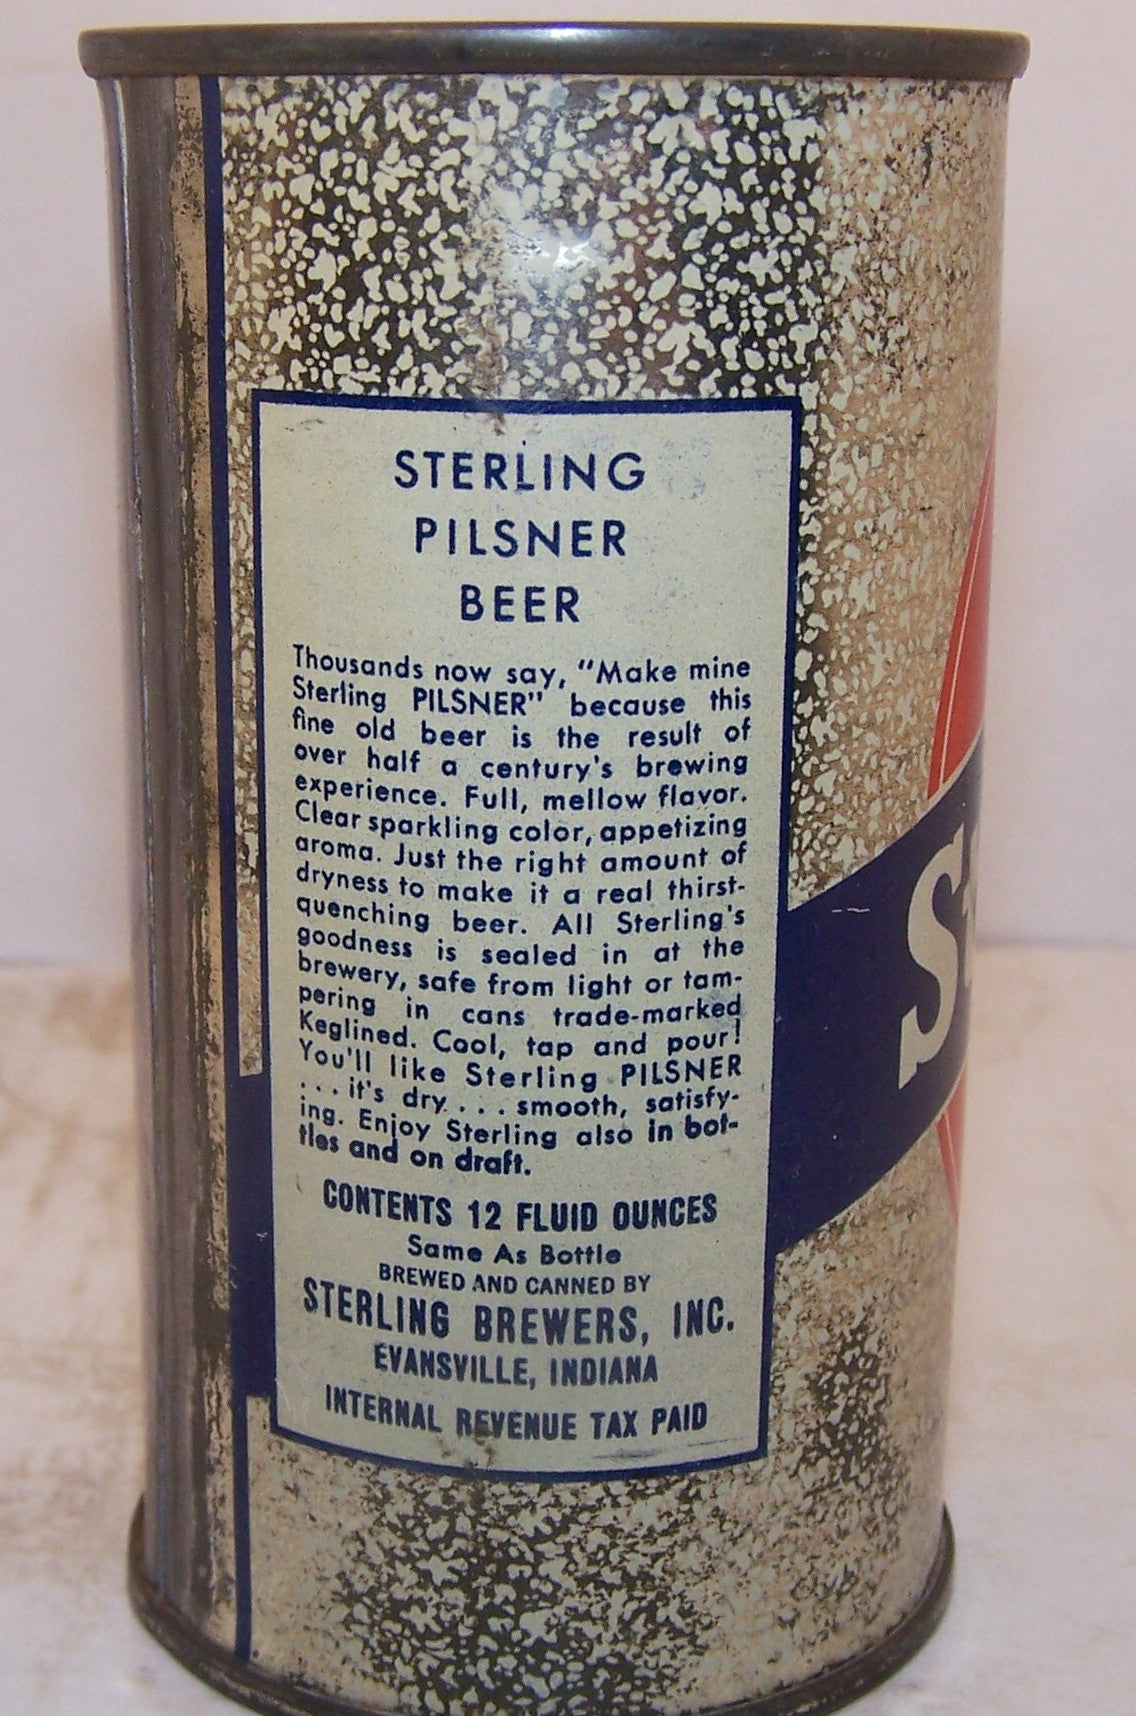 STERLING
PILSNER
BEER
Thousands now say, "Make mine
Sterling PILSNER" because this
fine old beer is the result of
over half a century's brewing
experience. Full, mellow flavor.
Clear sparkling color, appetizing
aroma. Just the right amount of
dryness to make it a real thirst-
quenching beer. All Sterling's
goodness is sealed in at the
brewery, safe from light or tam-
pering in cans trade-marked
Keglined. Cool, tap and pour!
You'll like Sterling PILSNER
...it's dry...smooth, satisfy-
ing. Enjoy Sterling also in bot-
tles and on draft.
CONTENTS 12 FLUID OUNCES
Same As Bottle
BREWED AND CANNED BY
STERLING BREWERS, INC.
EVANSVILLE, INDIANA
INTERNAL REVENUE TAX PAID